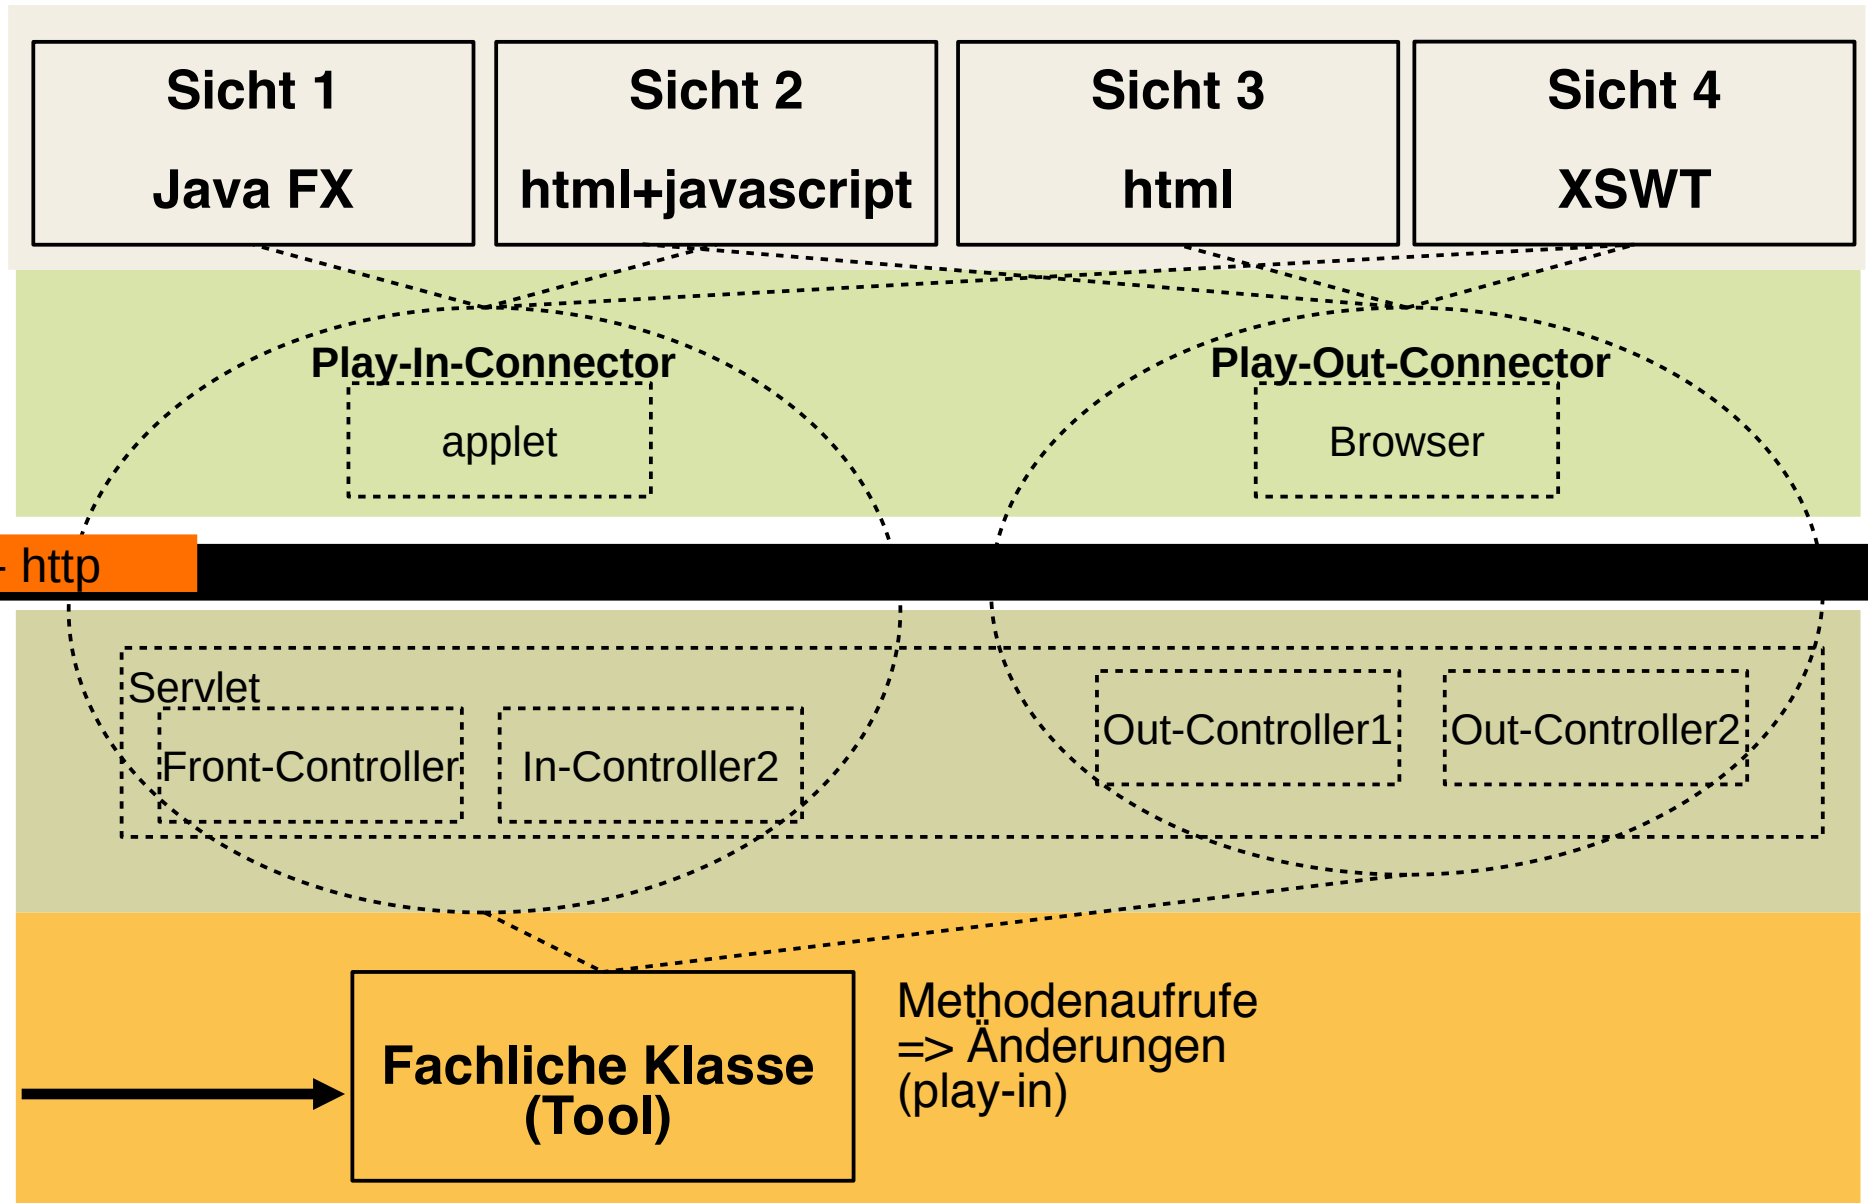 Sicht 1
Java FX
Sicht 2
html+javascript
Sicht 3
html
Sicht 4
XSWT
Play-In-Connector
applet
Play-Out-Connector
Browser
- http
Servlet
Front-Controller
In-Controller2
Out-Controller1
Out-Controller2
Fachliche Klasse
(Tool)
Methodenaufrufe
=> Änderungen
(play-in)